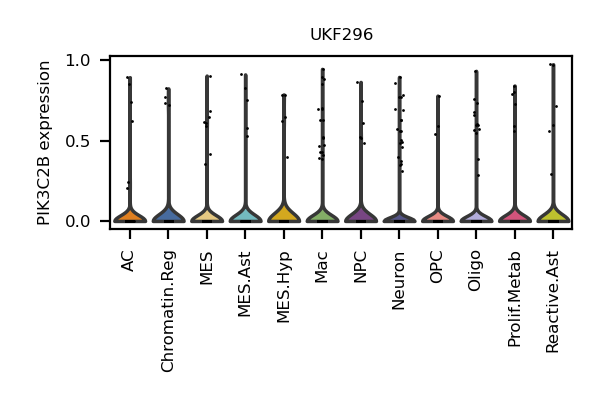 UKF296
PIK3C2B expression
1.0
0.5
0.0
AC
Chromatin.Reg
MES
MES.Ast
MES.Hyp
Mac
NPC
Neuron
OPC
Oligo
Prolif.Metab
Reactive.Ast